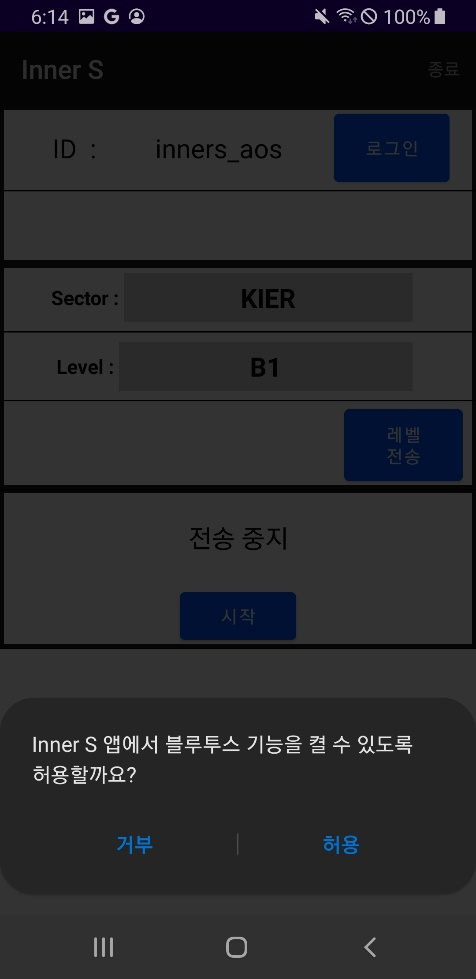 6:14 100%
Inner S 종료
ID : inners_aos 로그인
Sector : KIER
Level : B1
레벨
전송
전송 중지
시작
Inner S 앱에서 블루투스 기능을 켤 수 있도록
허용할까요?
거부 허용